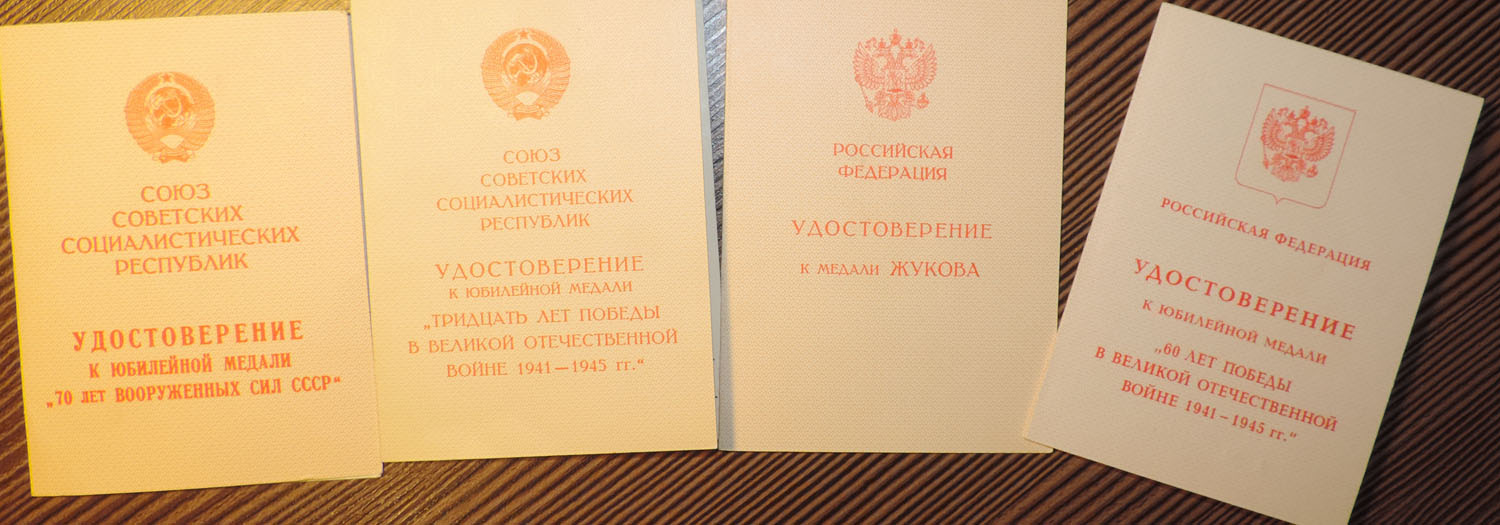 СОЮЗ
СОВЕТСКИХ
СОЦИАЛИСТИЧЕСКИХ
РЕСПУБЛИК
УДОСТОВЕРЕНИЕ
К ЮБИЛЕЙНОЙ МЕДАЛИ
„70 ЛЕТ ВООРУЖЕННЫХ СИЛ СССР“
СОЮЗ
СОВЕТСКИХ
СОЦИАЛИСТИЧЕСКИХ
РЕСПУБЛИК
УДОСТОВЕРЕНИЕ
К ЮБИЛЕЙНОЙ МЕДАЛИ
„ТРИДЦАТЬ ЛЕТ ПОБЕДЫ
В ВЕЛИКОЙ ОТЕЧЕСТВЕННОЙ
ВОЙНЕ 1941—1945 гг.“
РОССИЙСКАЯ
ФЕДЕРАЦИЯ
УДОСТОВЕРЕНИЕ
К МЕДАЛИ ЖУКОВА
РОССИЙСКАЯ ФЕДЕРАЦИЯ
УДОСТОВЕРЕНИЕ
К ЮБИЛЕЙНОЙ МЕДАЛИ
„60 ЛЕТ ПОБЕДЫ
В ВЕЛИКОЙ ОТЕЧЕСТВЕННОЙ
ВОЙНЕ 1941–1945 гг.“